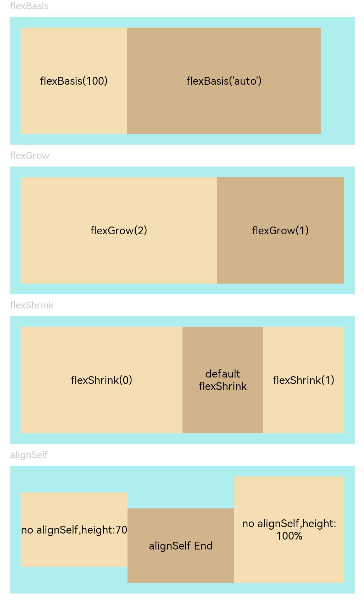 flexBasis
flexBasis(100)
flexBasis('auto')
flexGrow
flexGrow(2)
flexGrow(1)
flexShrink
flexShrink(0)
default
flexShrink
flexShrink(1)
alignSelf
no alignSelf,height:70
alignSelf End
no alignSelf,height:
100%